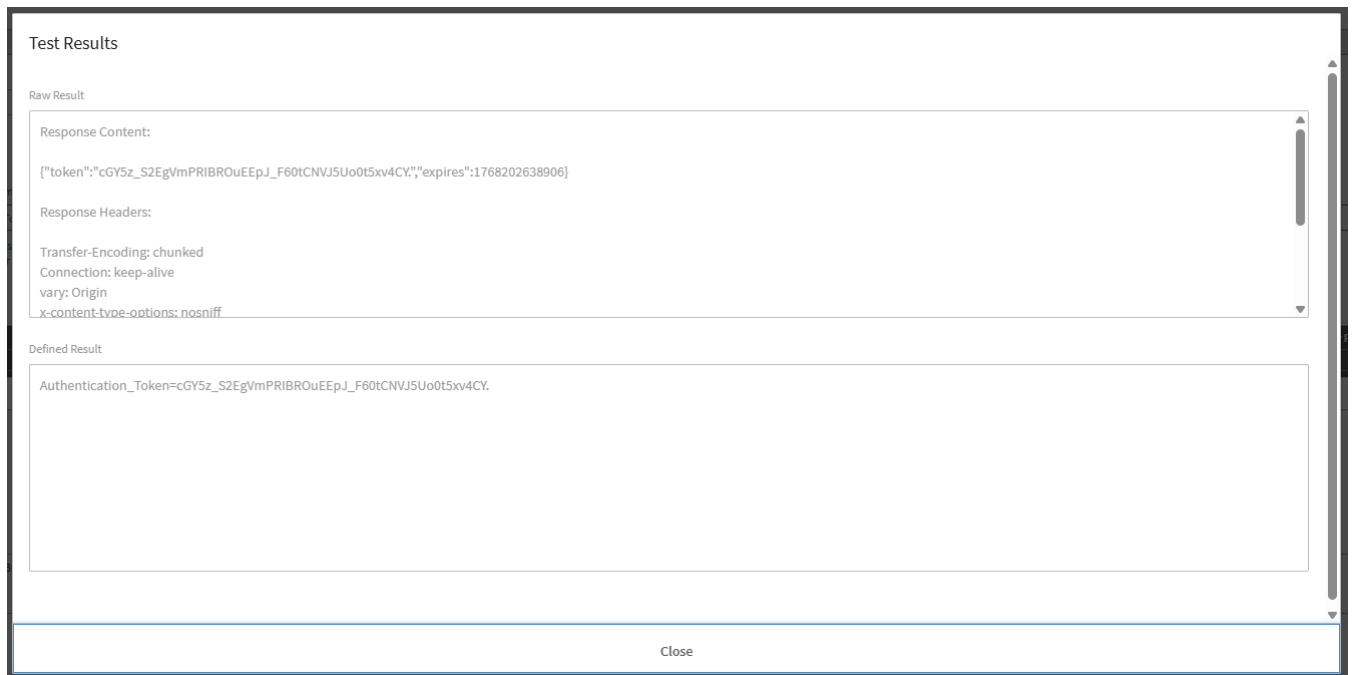 Test Results
Raw Result
Response Content:
{"token":"cGY5z_S2EgVmPRIBROuEEpJ_F60tCNVJ5Uo0t5xv4CY.","expires":1768202638906}
Response Headers:
Transfer-Encoding: chunked
Connection: keep-alive
vary: Origin
x-content-type-options: nosniff
Defined Result
Authentication_Token=cGY5z_S2EgVmPRIBROuEEpJ_F60tCNVJ5Uo0t5xv4CY.
Close